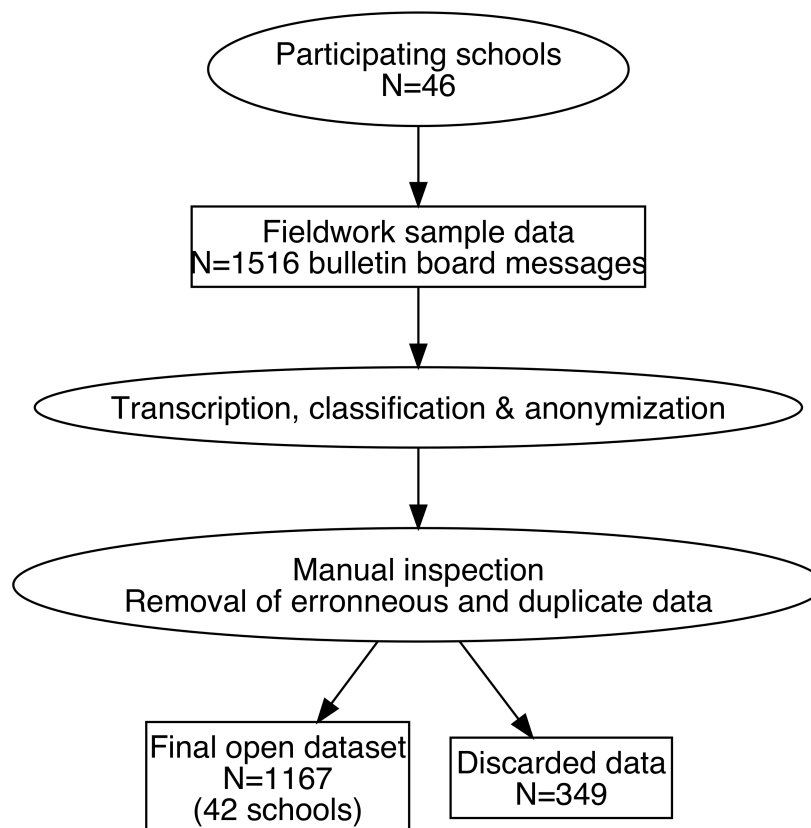 Participating schools
N=46
Fieldwork sample data
N=1516 bulletin board messages
Transcription, classification & anonymization
Manual inspection
Removal of erronneous and duplicate data
Final open dataset
N=1167
(42 schools)
Discarded data
N=349